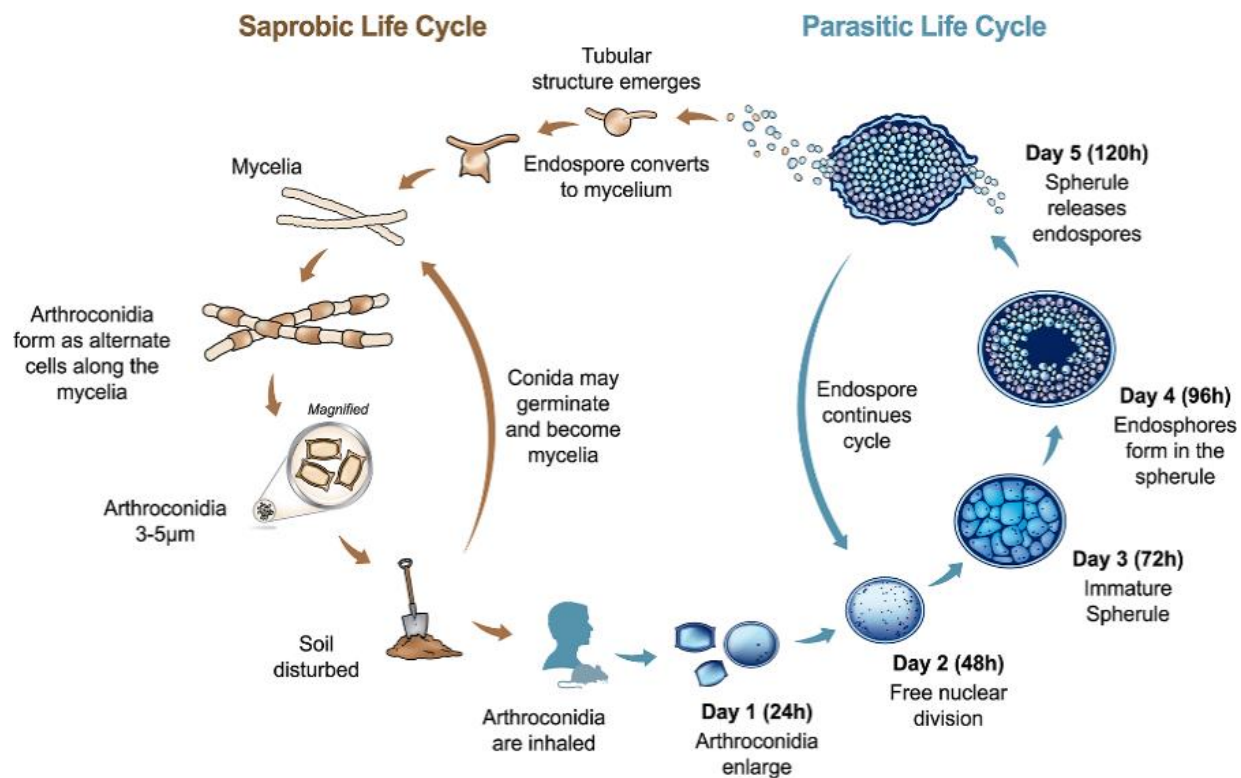 Saprobic Life Cycle
Parasitic Life Cycle
Tubular
structure emerges
Endospore converts
to mycelium
Mycelia
Arthroconidia
form as alternate
cells along the
mycelia
Magnified
Arthroconidia
3-5µm
Conida may
germinate
and become
mycelia
Soil
disturbed
Arthroconidia
are inhaled
Day 1 (24h)
Arthroconidia
enlarge
Day 2 (48h)
Free nuclear
division
Day 3 (72h)
Immature
Spherule
Day 4 (96h)
Endosphores
form in the
spherule
Day 5 (120h)
Spherule
releases
endospores
Endospore
continues
cycle